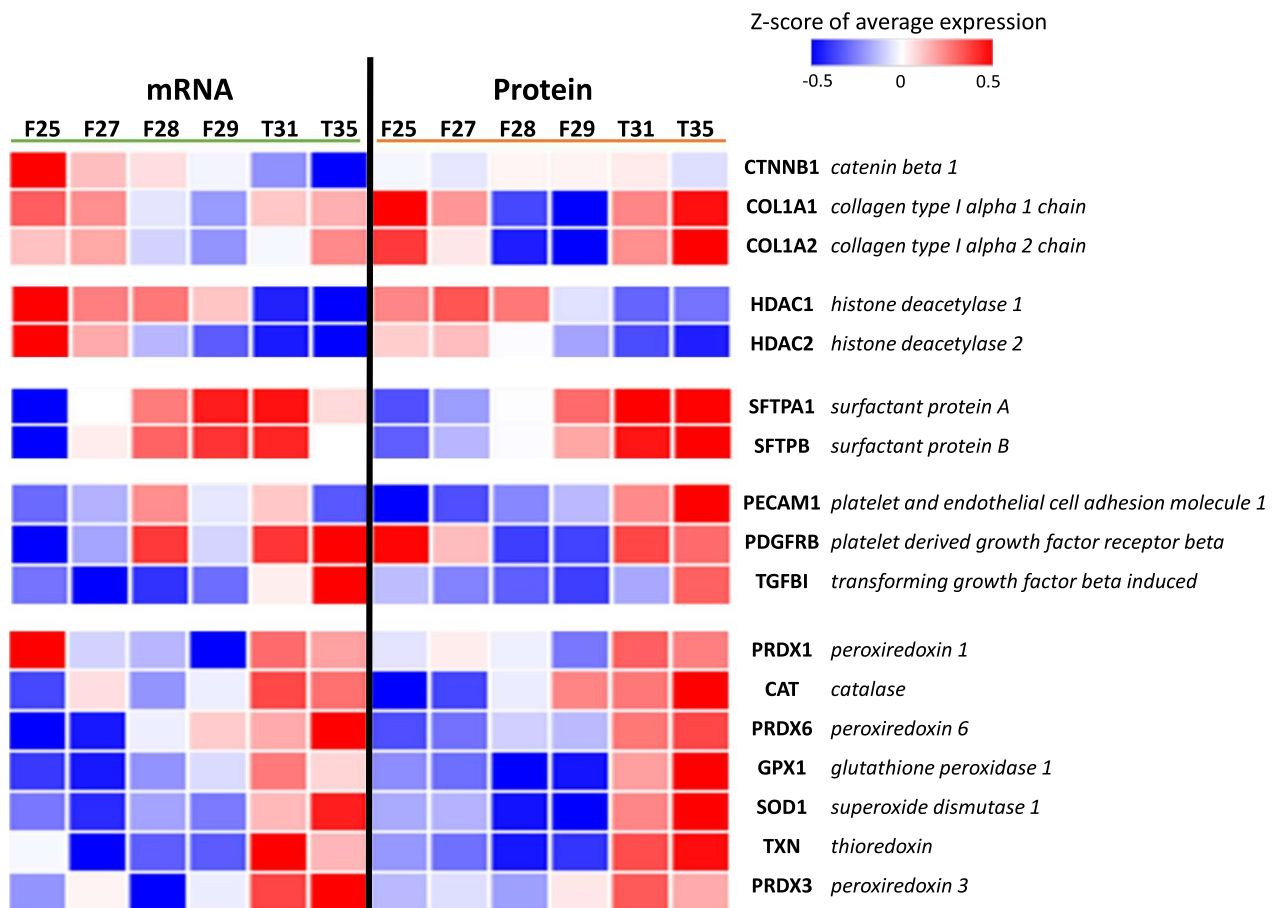 Z-score of average expression
-0.5 0 0.5
mRNA Protein
F25 F27 F28 F29 T31 T35 F25 F27 F28 F29 T31 T35
CTNNB1 catenin beta 1
COL1A1 collagen type I alpha 1 chain
COL1A2 collagen type I alpha 2 chain
HDAC1 histone deacetylase 1
HDAC2 histone deacetylase 2
SFTPA1 surfactant protein A
SFTPB surfactant protein B
PECAM1 platelet and endothelial cell adhesion molecule 1
PDGFRB platelet derived growth factor receptor beta
TGFBI transforming growth factor beta induced
PRDX1 peroxiredoxin 1
CAT catalase
PRDX6 peroxiredoxin 6
GPX1 glutathione peroxidase 1
SOD1 superoxide dismutase 1
TXN thioredoxin
PRDX3 peroxiredoxin 3